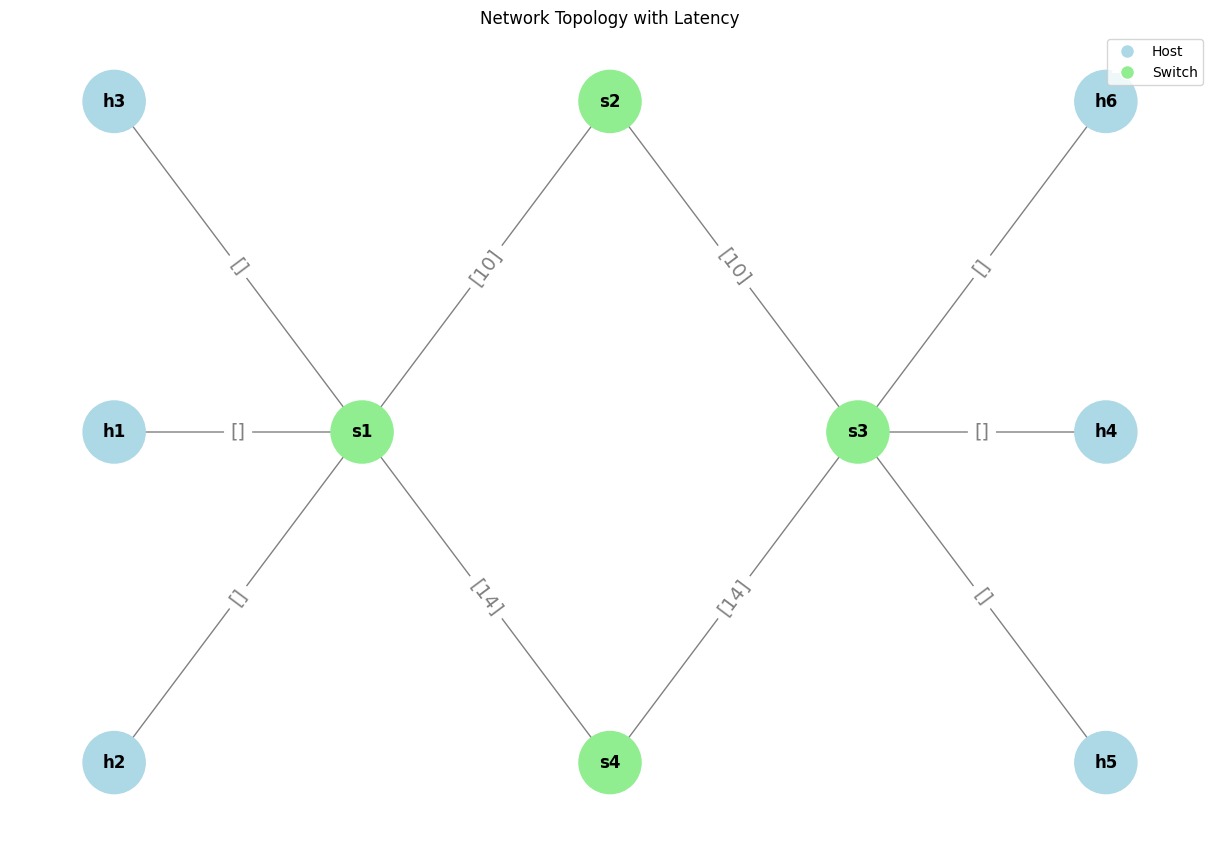 Network Topology with Latency
Host
Switch
h3
s2
h6
[]
[10]
[10]
[]
h1
[]
s1
s3
[]
h4
[]
[14]
[14]
[]
h2
s4
h5